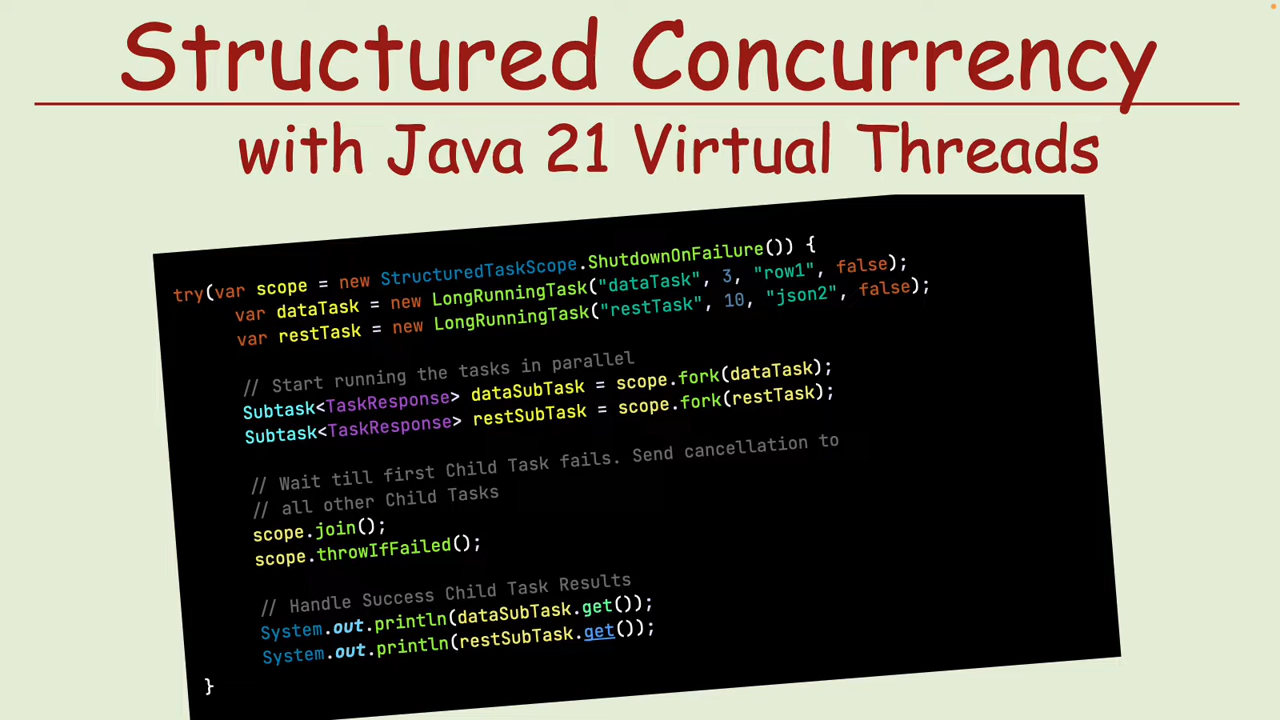 Structured Concurrency
with Java 21 Virtual Threads
try(var scope = new StructuredTaskScope.ShutdownOnFailure()) {
var dataTask = new LongRunningTask("dataTask", 3, "row1", false);
var restTask = new LongRunningTask("restTask", 10, "json2", false);
// Start running the tasks in parallel
Subtask<TaskResponse> dataSubTask = scope.fork(dataTask);
Subtask<TaskResponse> restSubTask = scope.fork(restTask);
// Wait till first Child Task fails. Send cancellation to
// all other Child Tasks
scope.join();
scope.throwIfFailed();
// Handle Success Child Task Results
System.out.println(dataSubTask.get());
System.out.println(restSubTask.get());
}